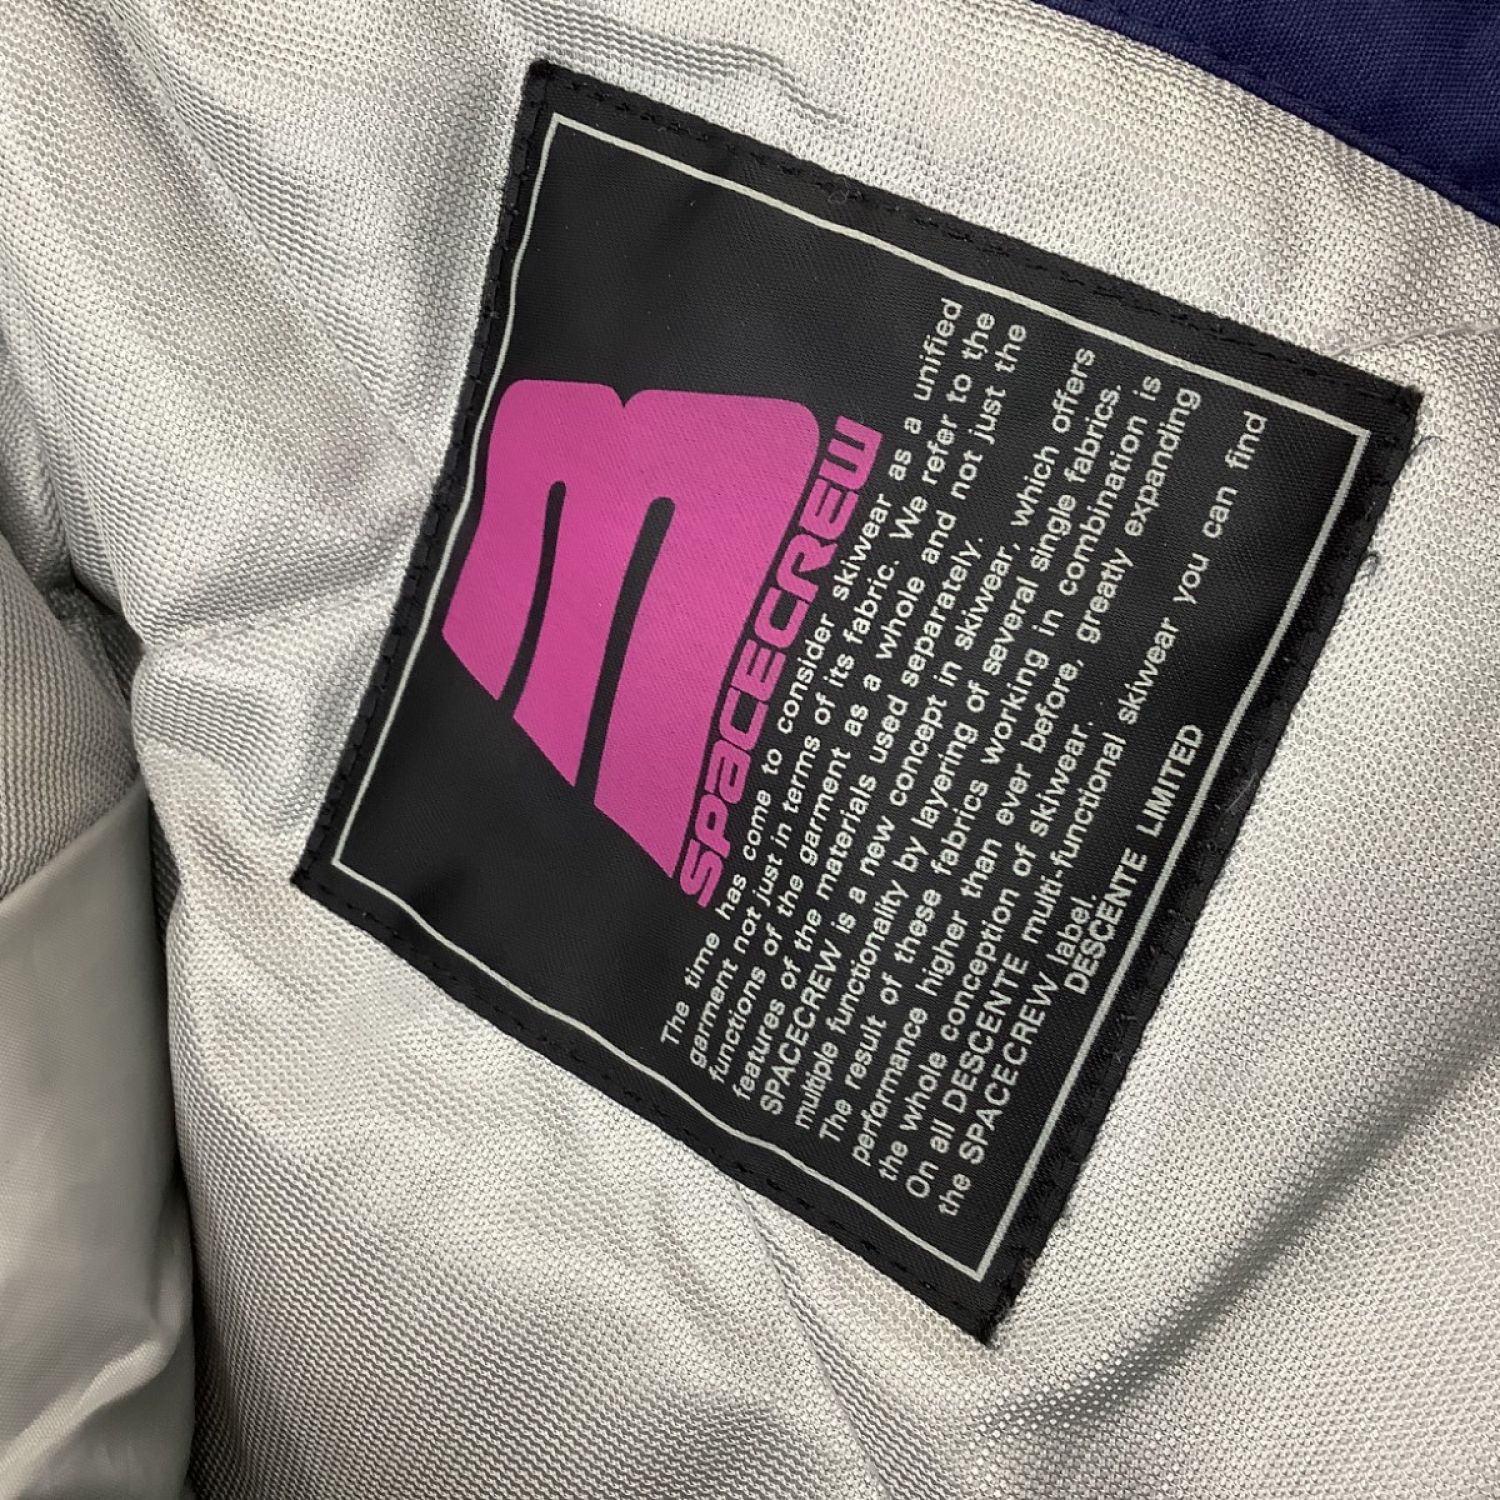 SPACECREW
The time has come to consider skiwear as a unified
garment not just in terms of its fabric. We refer to the
functions of the garment as a whole and not just the
features of the materials used separately.
SPACECREW is a new concept in skiwear, which offers
multiple functionality by layering of several single fabrics.
The result of these fabrics working in combination is
performance higher than ever before, greatly expanding
the whole conception of skiwear.
On all DESCENTE multi-functional skiwear you can find
the SPACECREW label.
DESCENTE LIMITED